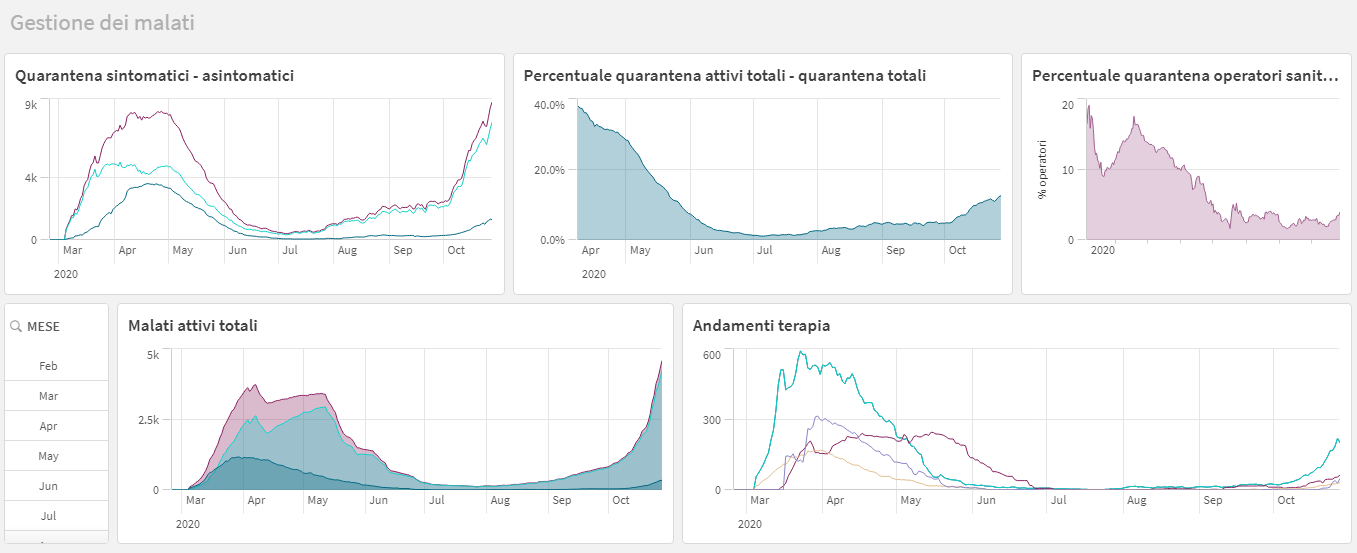 Gestione dei malati
Quarantena sintomatici - asintomatici
9k
4k
0
Mar Apr May Jun Jul Aug Sep Oct
2020
Percentuale quarantena attivi totali - quarantena totali
40.0%
20.0%
0.0%
Apr May Jun Jul Aug Sep Oct
2020
Percentuale quarantena operatori sanit...
% operatori
20
10
0
2020
MESE
Feb
Mar
Apr
May
Jun
Jul
Malati attivi totali
5k
2.5k
0
Mar Apr May Jun Jul Aug Sep Oct
2020
Andamenti terapia
600
300
0
Mar Apr May Jun Jul Aug Sep Oct
2020